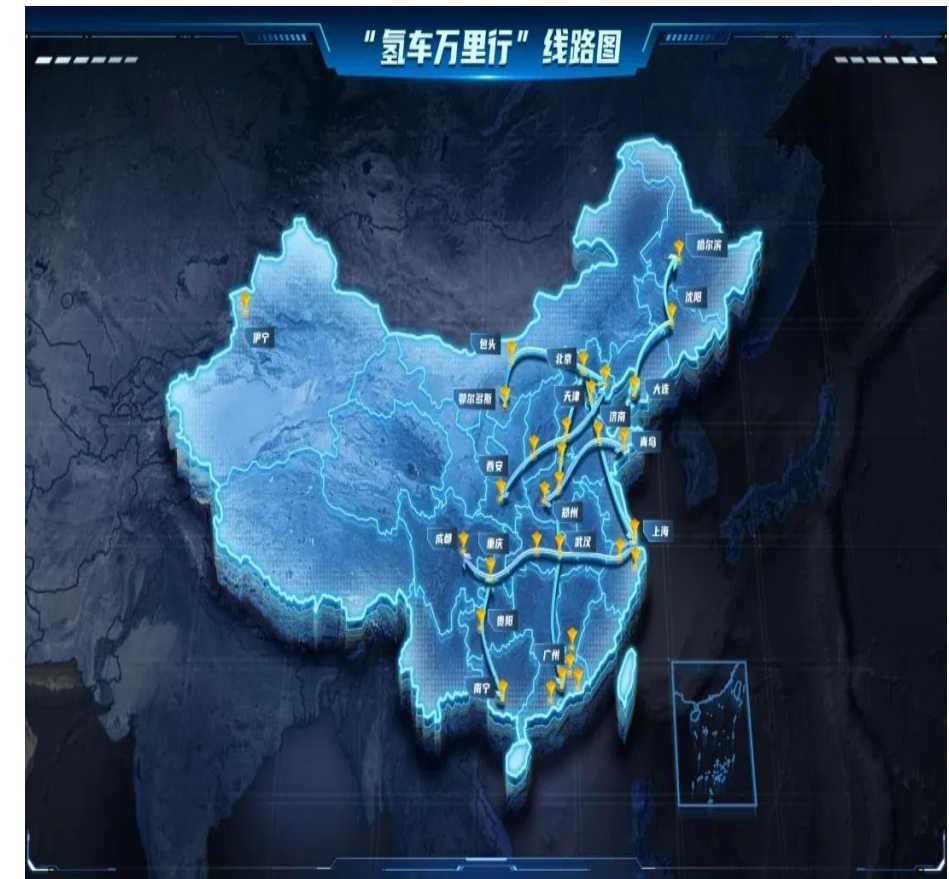 “氢车万里行”线路图
哈尔滨
沈阳
伊宁
包头
北京
大连
鄂尔多斯
天津
济南
青岛
西安
郑州
上海
成都
重庆
武汉
贵阳
广州
南宁